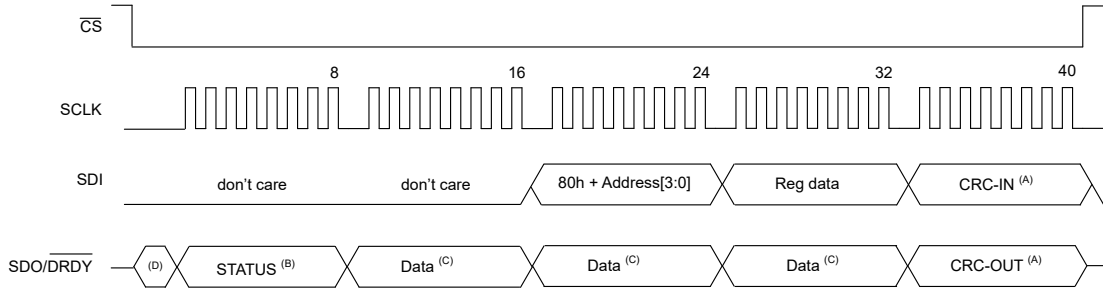 CS
8 16 24 32 40
SCLK
SDI don't care don't care 80h + Address[3:0] Reg data CRC-IN (A)
SDO/DRDY (D) STATUS (B) Data (C) Data (C) Data (C) CRC-OUT (A)